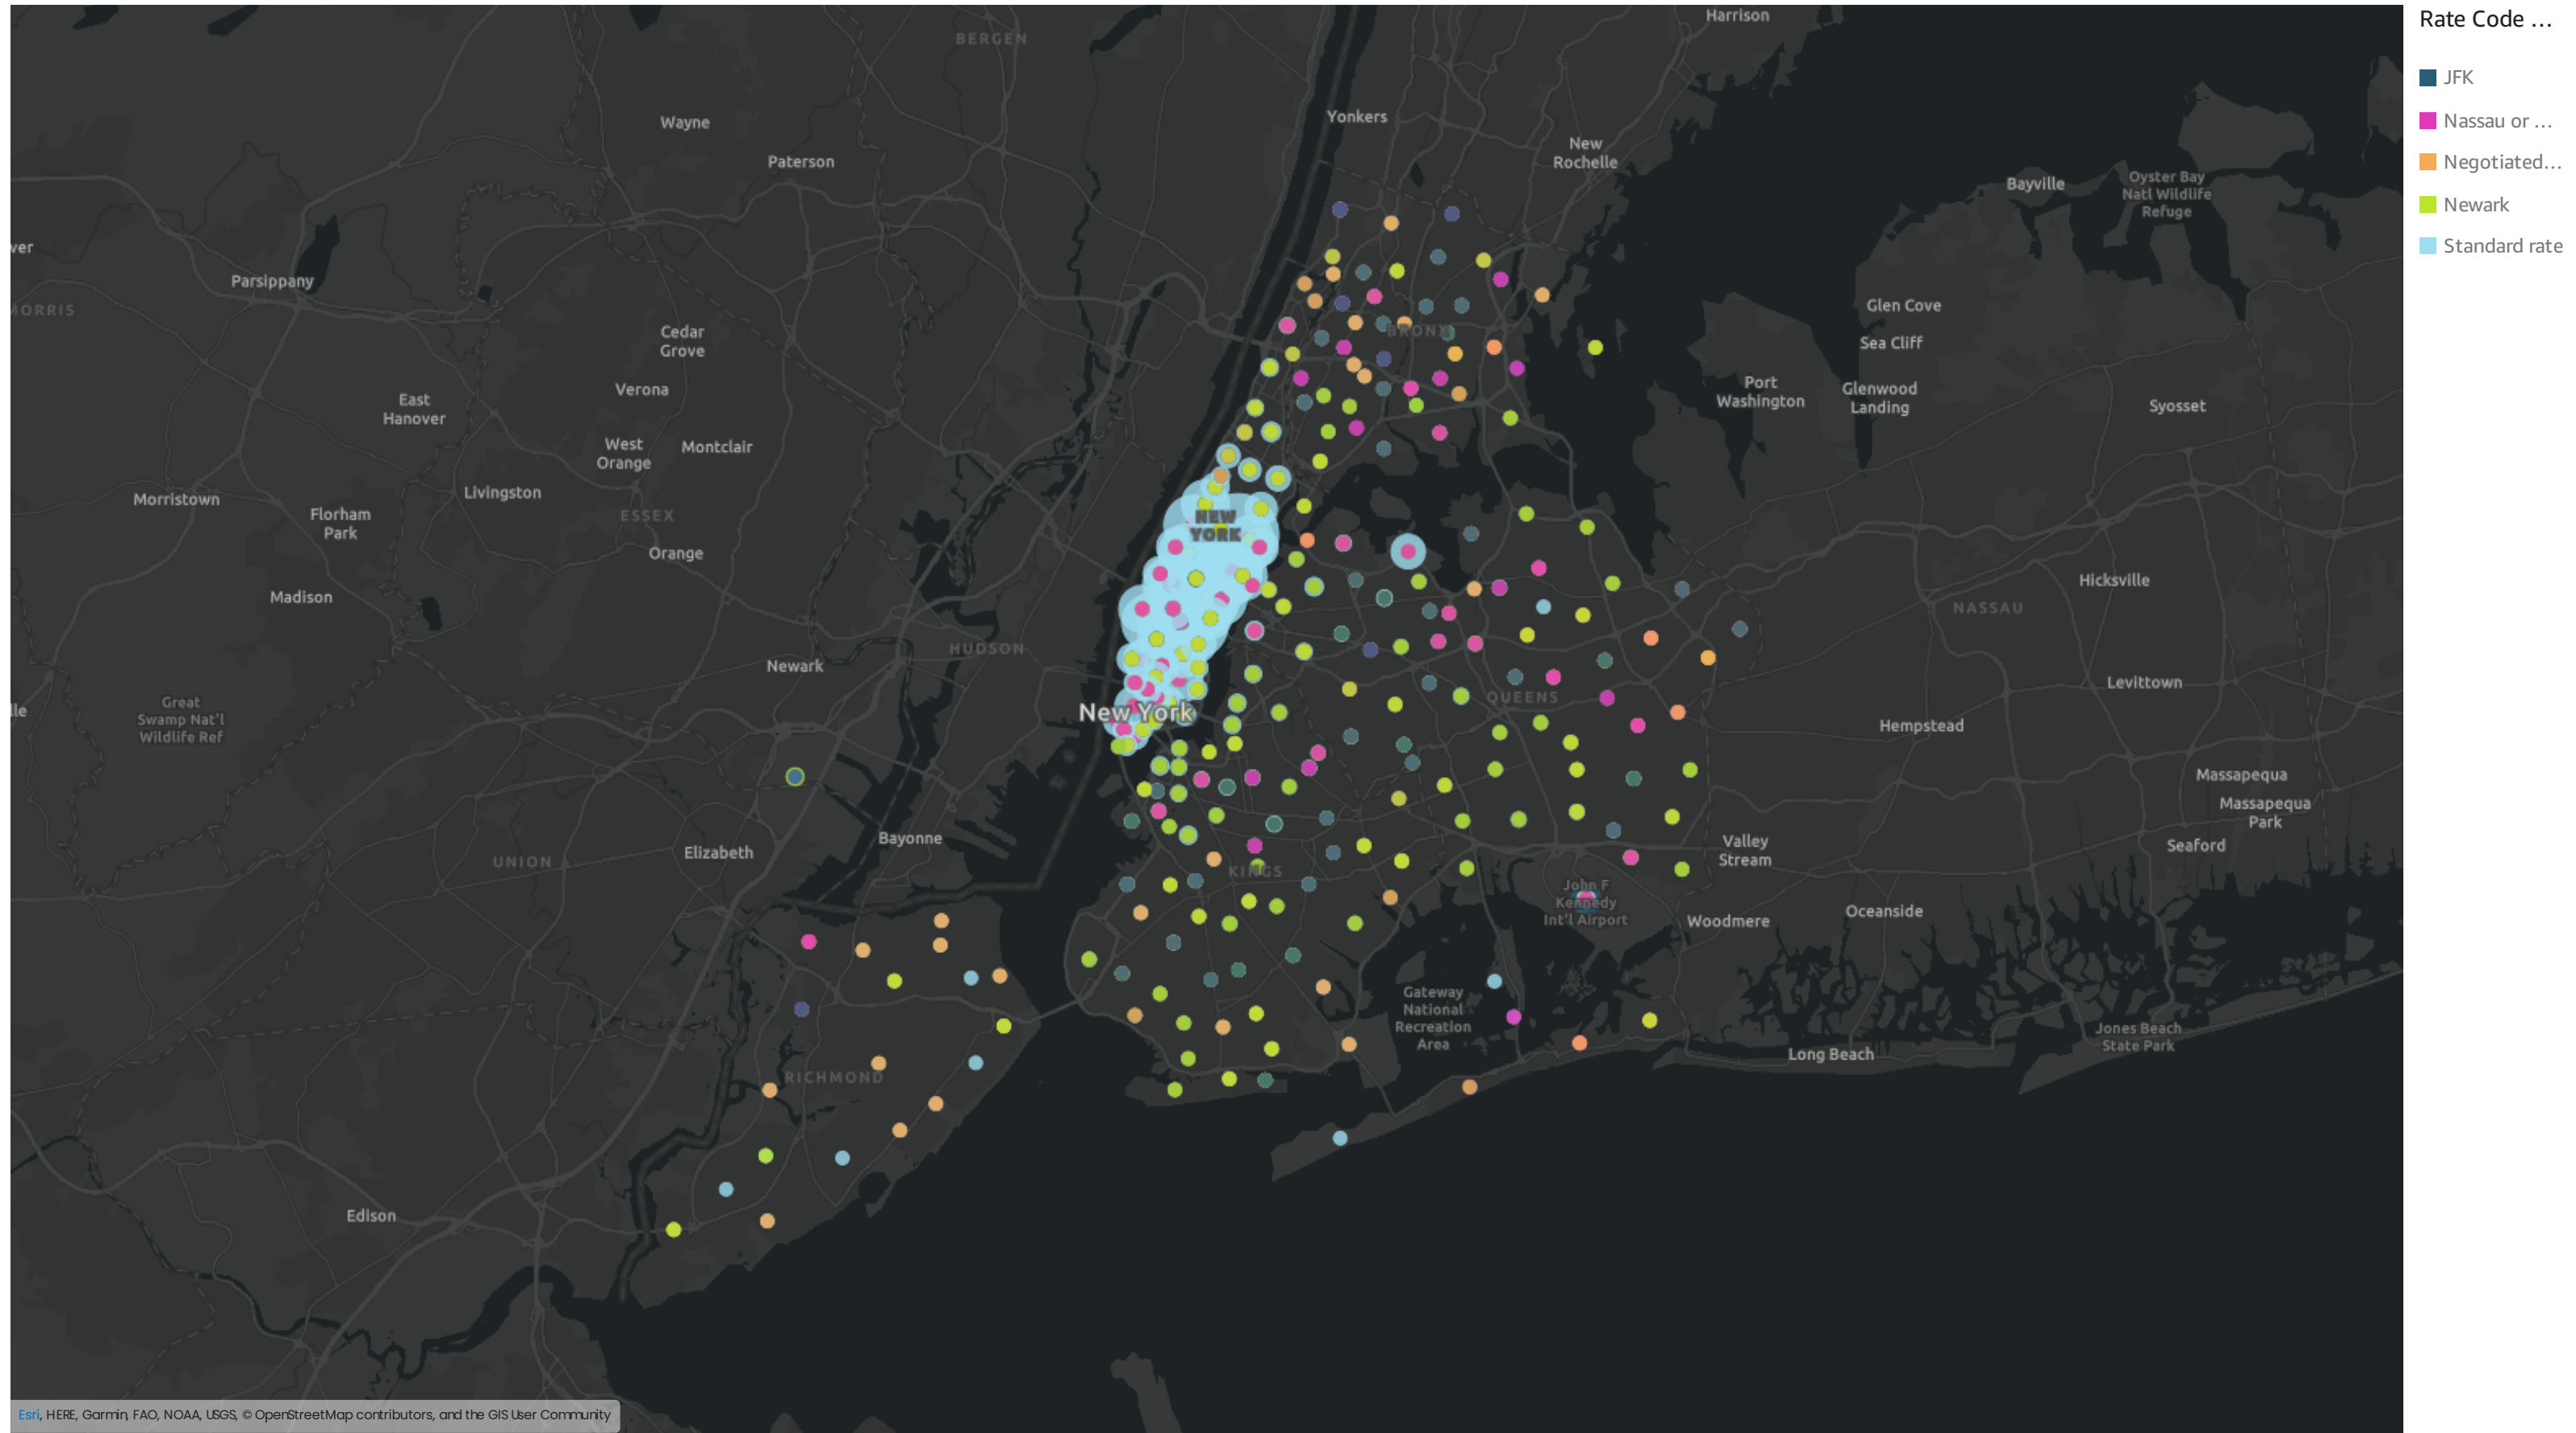 Harrison
Rate Code ...
BERGEN
JFK
Yonkers
Nassau or ...
Wayne
New
Rochelle
Paterson
Negotiated...
Bayville
Oyster Bay
Natl Wildlife
Refuge
Newark
Standard rate
ver
Parsippany
MORRIS
Glen Cove
Cedar
Grove
BRONX
Sea Cliff
Verona
Port
Washington
Glenwood
Landing
East
Hanover
Syosset
West
Orange
Montclair
Livingston
Morristown
Florham
Park
ESSEX
NEW
YORK
Orange
Hicksville
Madison
NASSAU
HUDSON
Newark
Levittown
QUEENS
Great
Swamp Nat'l
Wildlife Ref
lle
New York
Hempstead
Massapequa
Massapequa
Park
Bayonne
Elizabeth
Valley
Stream
Seaford
UNION
KINGS
John F
Kennedy
Int'l Airport
Oceanside
Woodmere
Gateway
National
Recreation
Area
Jones Beach
State Park
Long Beach
RICHMOND
Edison
Esri, HERE, Garmin, FAO, NOAA, USGS, © OpenStreetMap contributors, and the GIS User Community